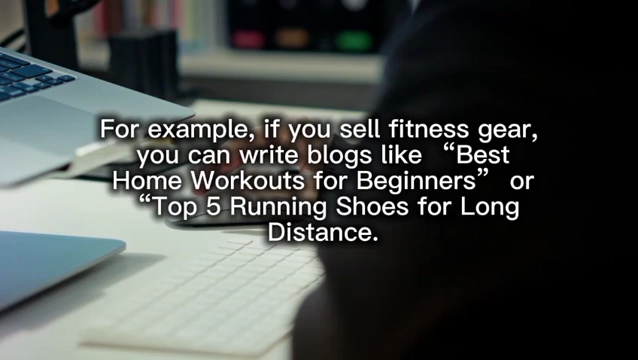 For example, if you sell fitness gear,
you can write blogs like “Best
Home Workouts for Beginners” or
“Top 5 Running Shoes for Long
Distance.